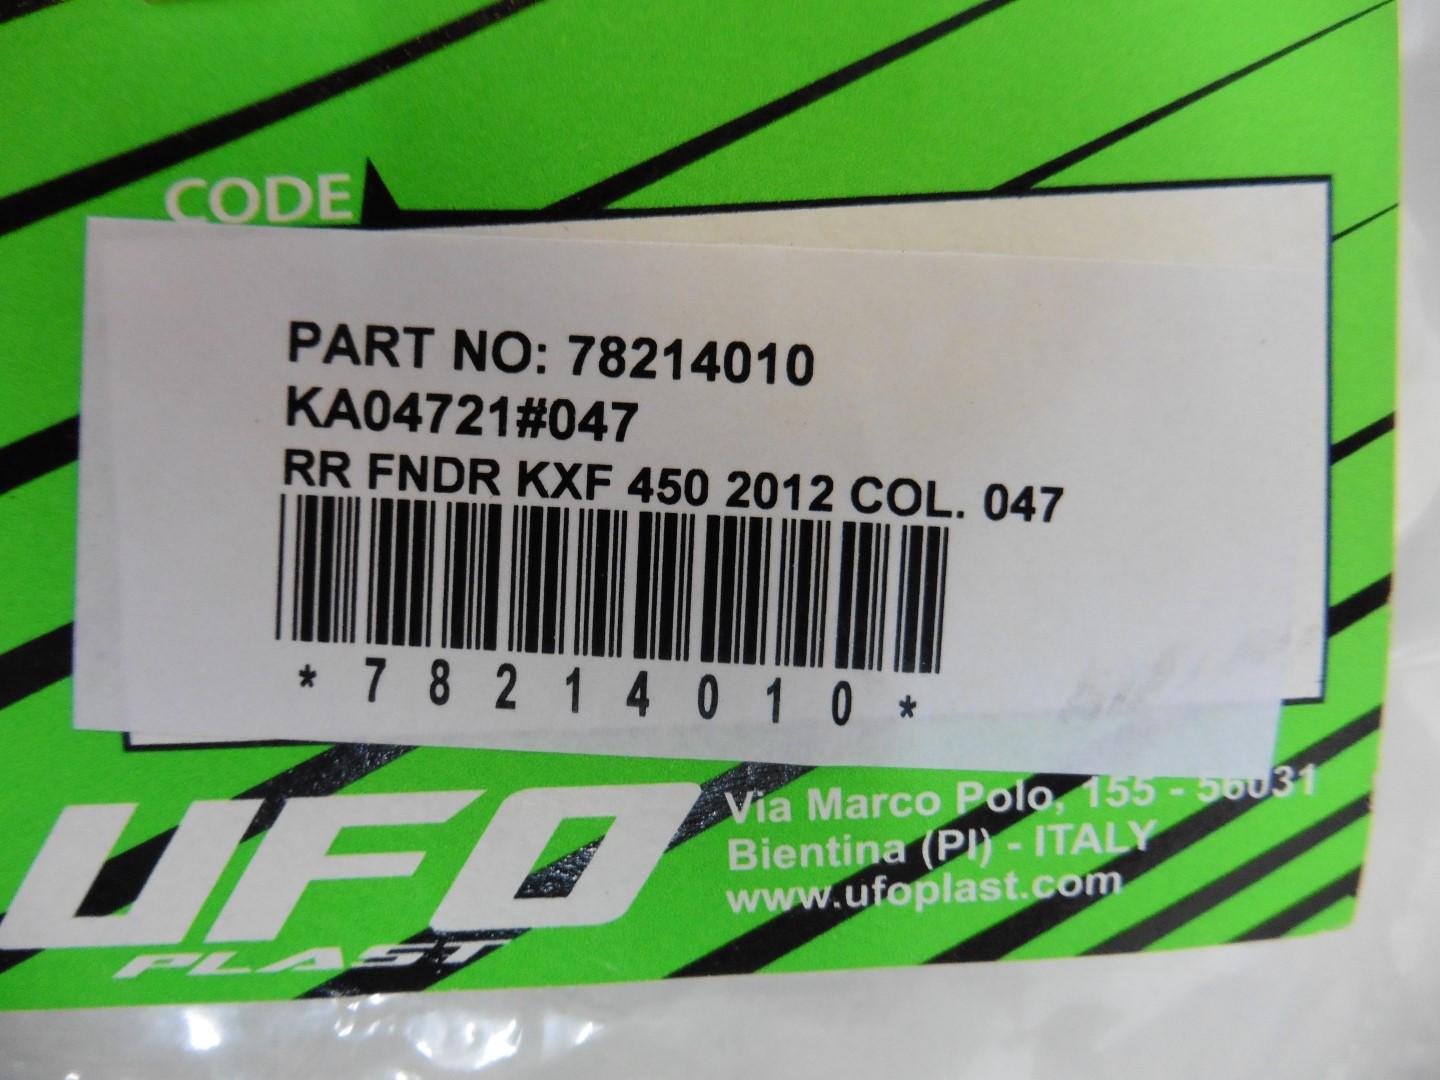 CODE
PART NO: 78214010
KA04721#047
RR FNDR KXF 450 2012 COL. 047
*78214010*
UFO
PLAST
Via Marco Polo, 155 - 56031
Bientina (PI) - ITALY
www.ufoplast.com